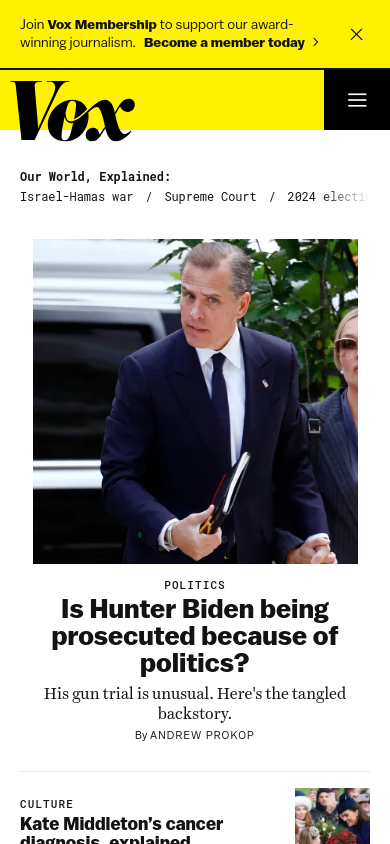 Join Vox Membership to support our award-
winning journalism. Become a member today
Vox
Our World, Explained:
Israel-Hamas war / Supreme Court / 2024 electi
POLITICS
Is Hunter Biden being
prosecuted because of
politics?
His gun trial is unusual. Here's the tangled
backstory.
By ANDREW PROKOP
CULTURE
Kate Middleton’s cancer
diagnosis, explained